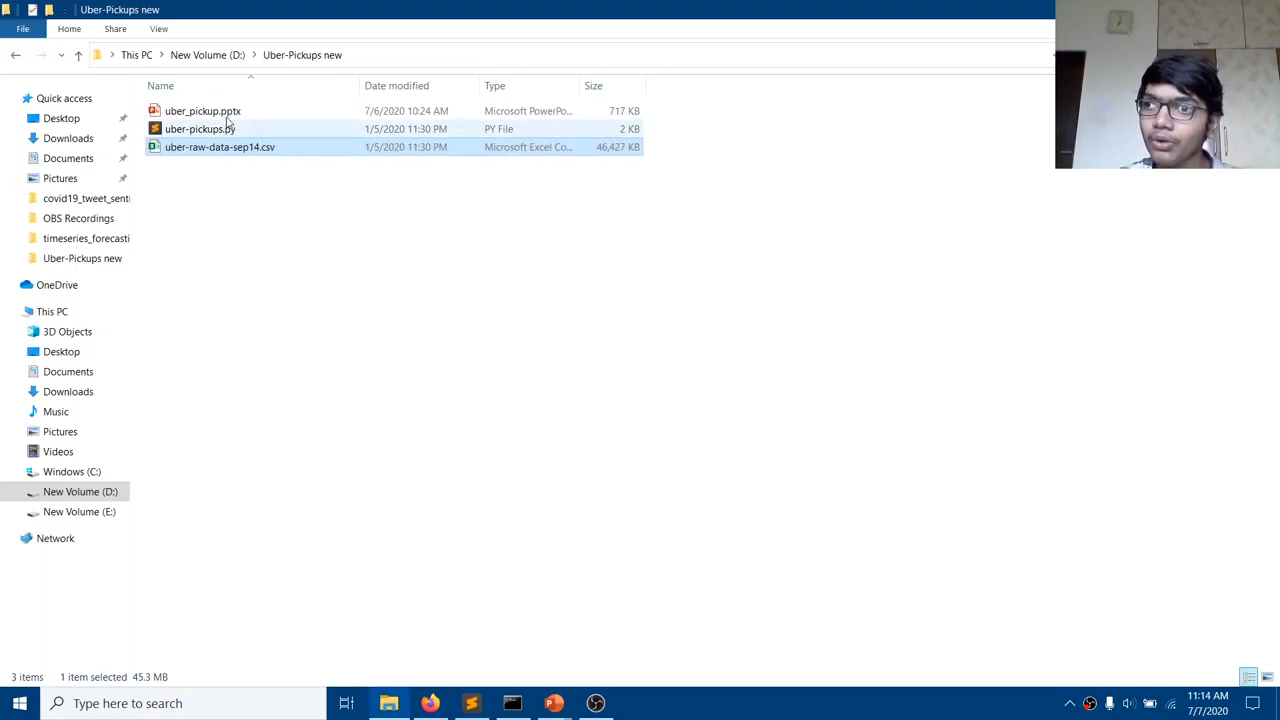 Uber-Pickups new
File Home Share View
This PC New Volume (D:) Uber-Pickups new
Name Date modified Type Size
uber_pickup.pptx 7/6/2020 10:24 AM Microsoft PowerPo... 717 KB
uber-pickups.py 1/5/2020 11:30 PM PY File 2 KB
uber-raw-data-sep14.csv 1/5/2020 11:30 PM Microsoft Excel Co... 46,427 KB
Quick access
Desktop
Downloads
Documents
Pictures
covid19_tweet_senti
OBS Recordings
timeseries_forecasti
Uber-Pickups new
OneDrive
This PC
3D Objects
Desktop
Documents
Downloads
Music
Pictures
Videos
Windows (C:)
New Volume (D:)
New Volume (E:)
Network
3 items 1 item selected 45.3 MB
Type here to search
11:14 AM
7/7/2020